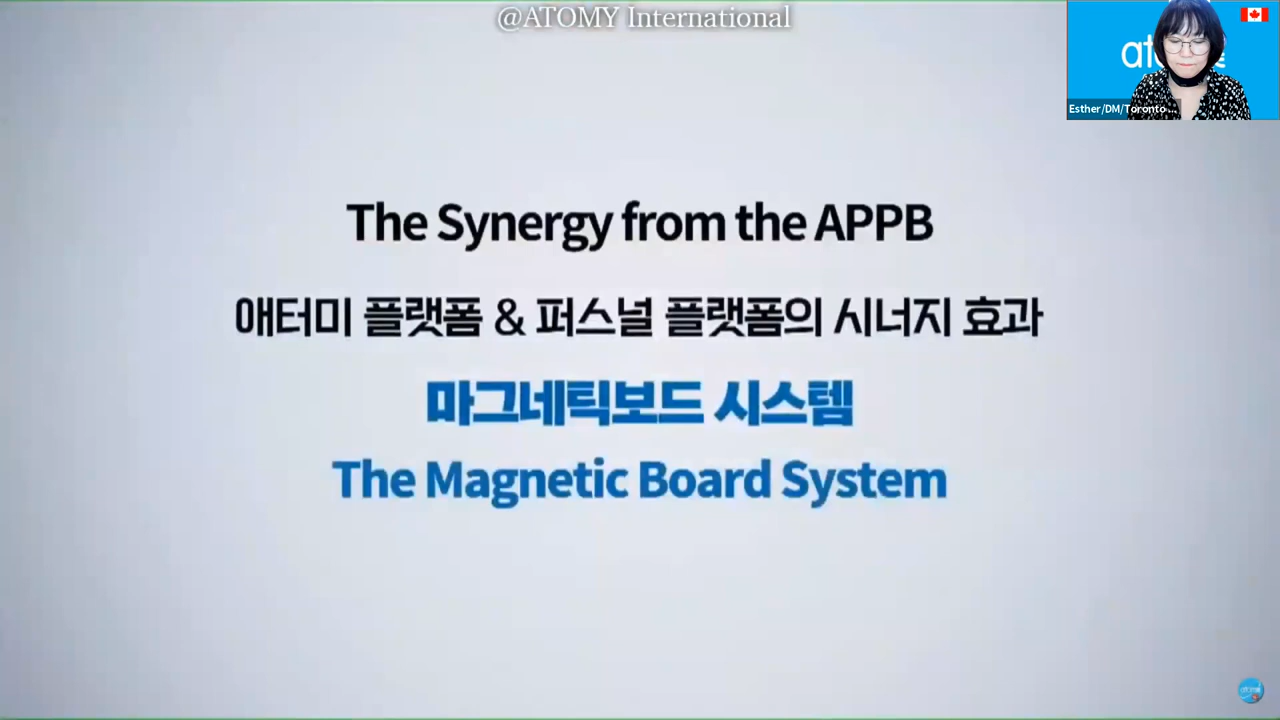 @ATOMY International
Esther/DM/Toronto ...
The Synergy from the APPB
애터미 플랫폼 & 퍼스널 플랫폼의 시너지 효과
마그네틱보드 시스템
The Magnetic Board System